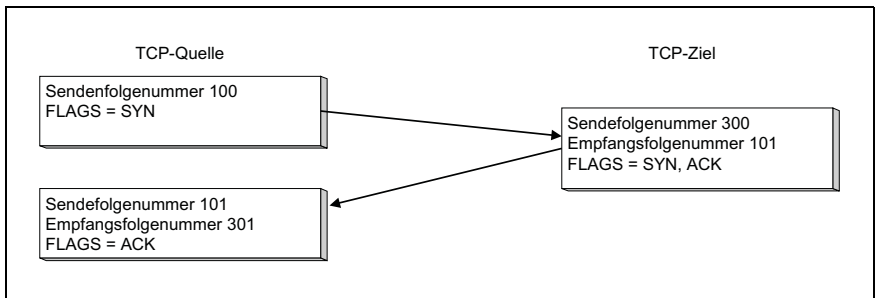 TCP-Quelle
TCP-Ziel
Sendenfolgenummer 100
FLAGS = SYN
Sendefolgenummer 300
Empfangsfolgenummer 101
FLAGS = SYN, ACK
Sendefolgenummer 101
Empfangsfolgenummer 301
FLAGS = ACK